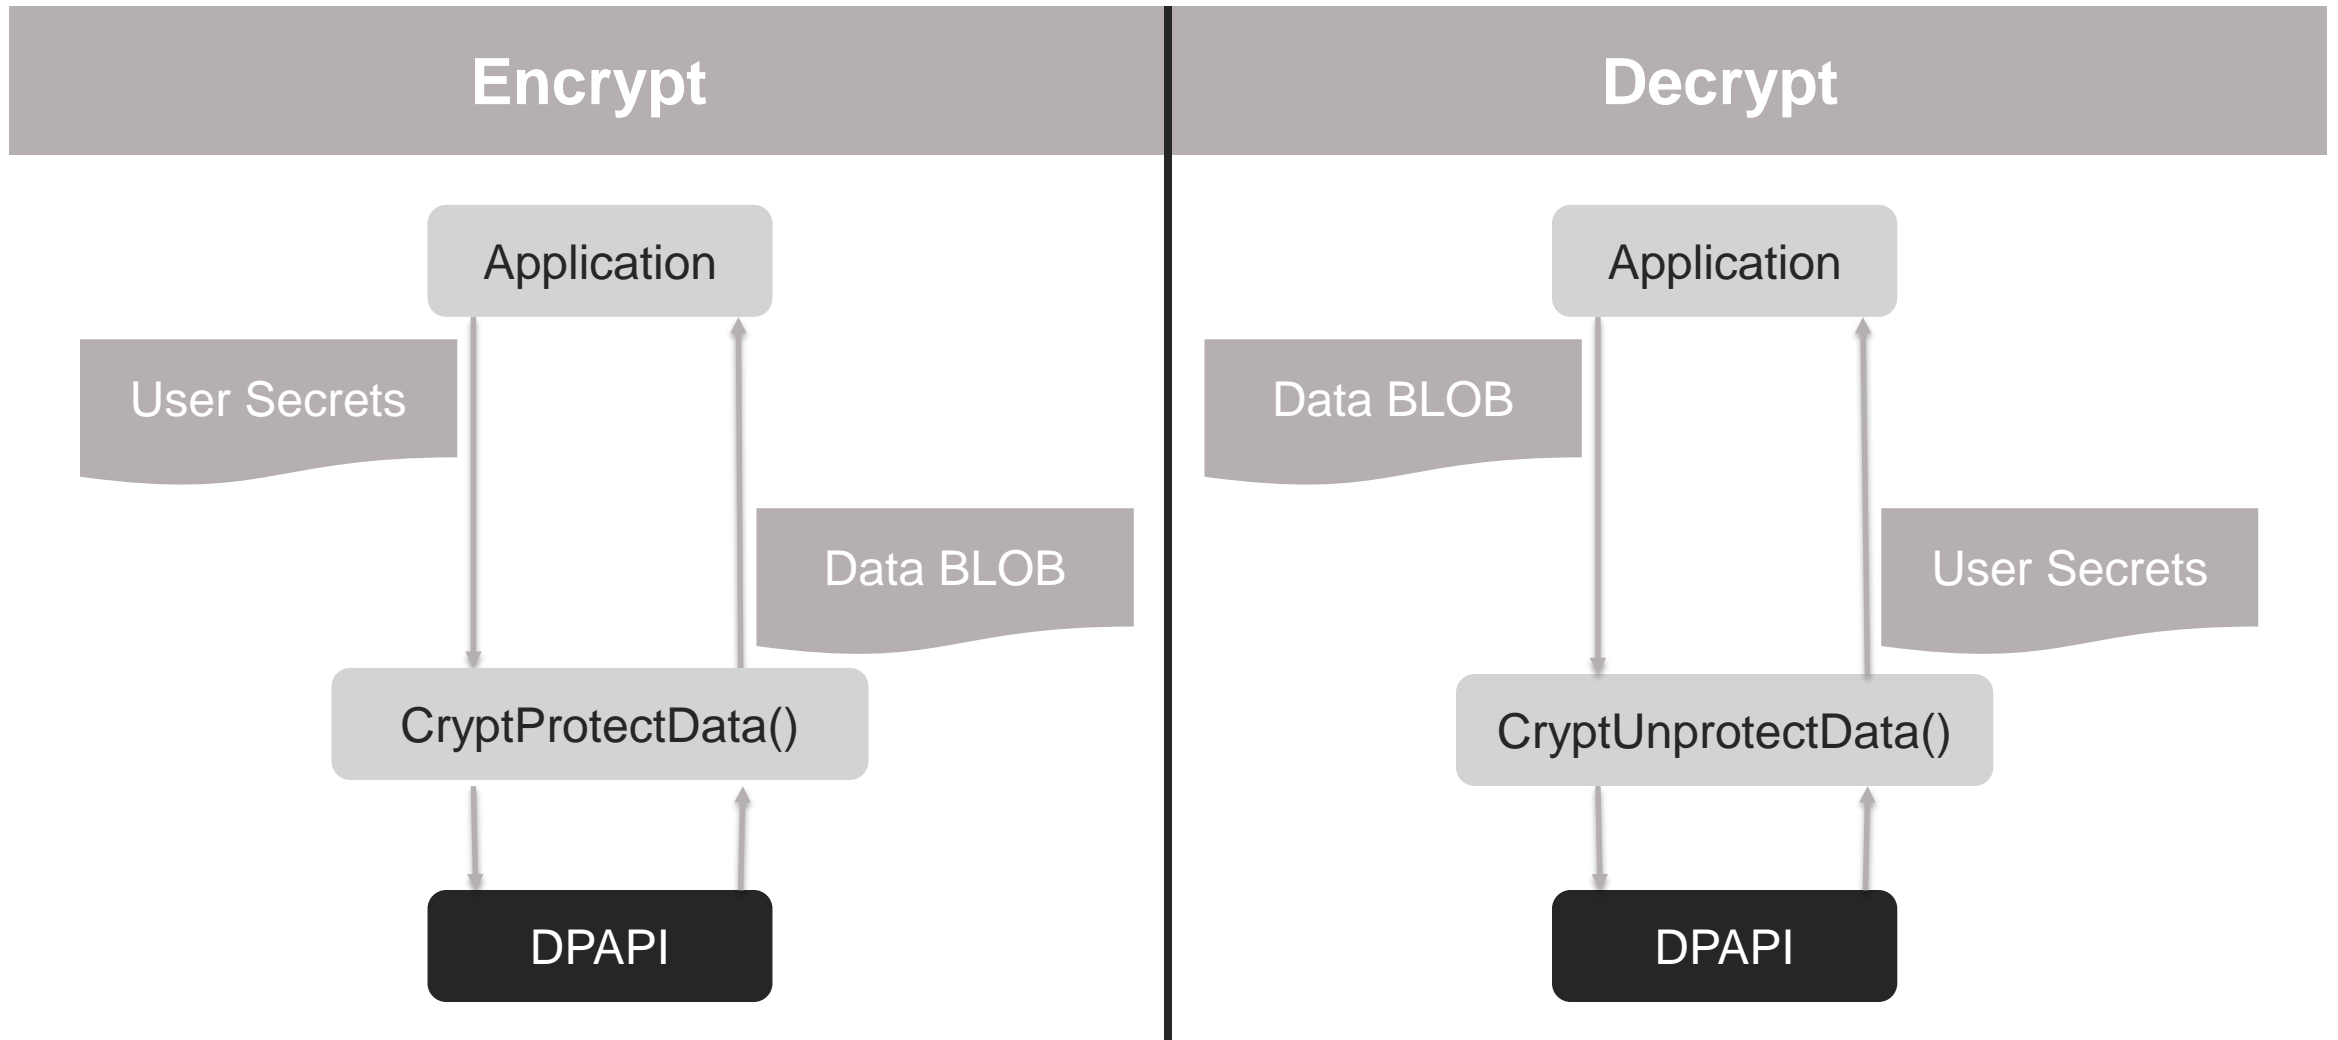 Encrypt
Application
User Secrets
Data BLOB
CryptProtectData()
DPAPI
Decrypt
Application
Data BLOB
User Secrets
CryptUnprotectData()
DPAPI